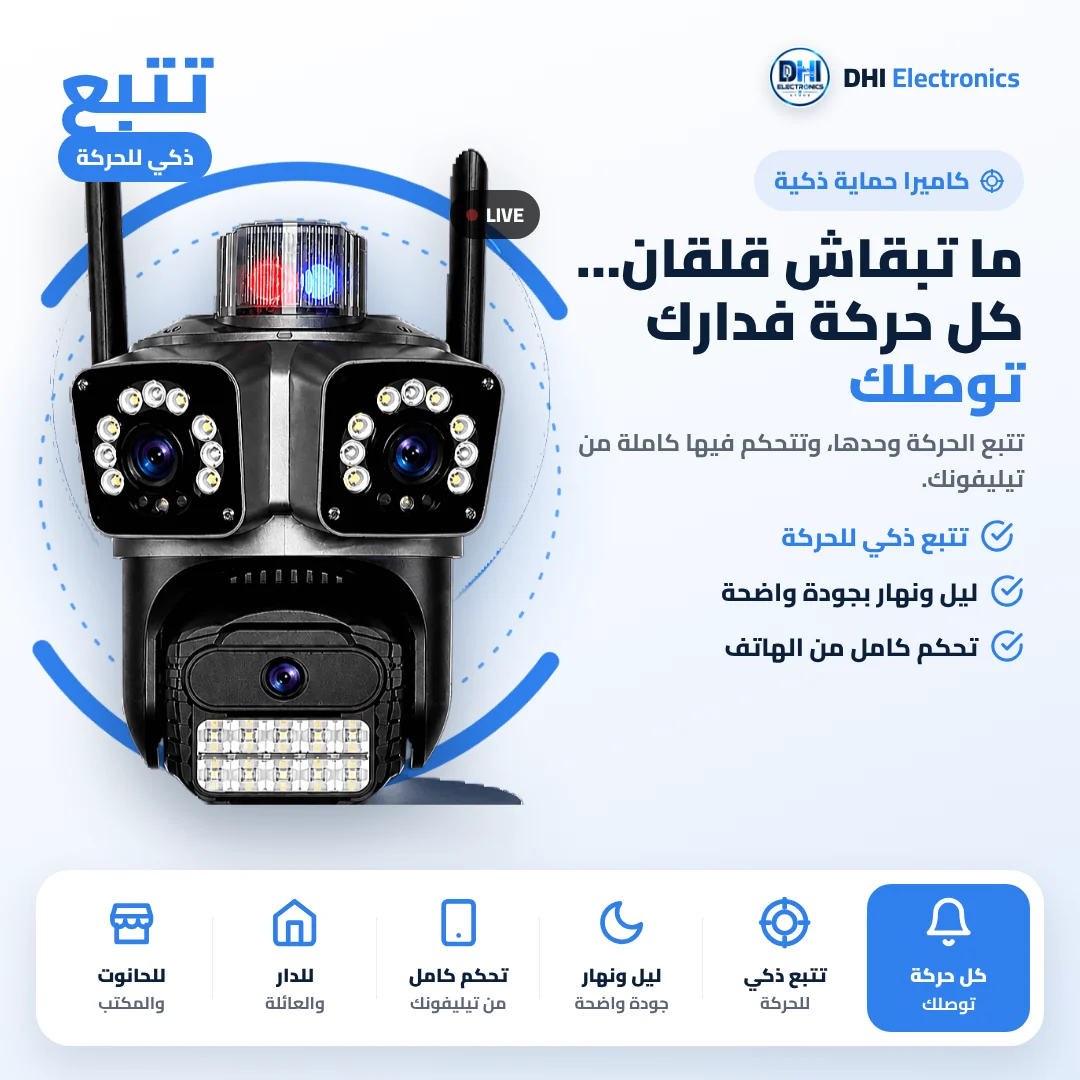 DHI Electronics
DHI
ELECTRONICS
تتبع
ذكي للحركة
LIVE
كاميرا حماية ذكية
ما تبقاش قلقان...
كل حركة فدارك
توصلك
تتبع الحركة وحدها، وتتحكم فيها كاملة من
تيليفونك.
تتبع ذكي للحركة
ليل ونهار بجودة واضحة
تحكم كامل من الهاتف
كل حركة
توصلك
تتبع ذكي
للحركة
ليل ونهار
جودة واضحة
تحكم كامل
من تيليفونك
للدار
والعائلة
للحانوت
والمكتب